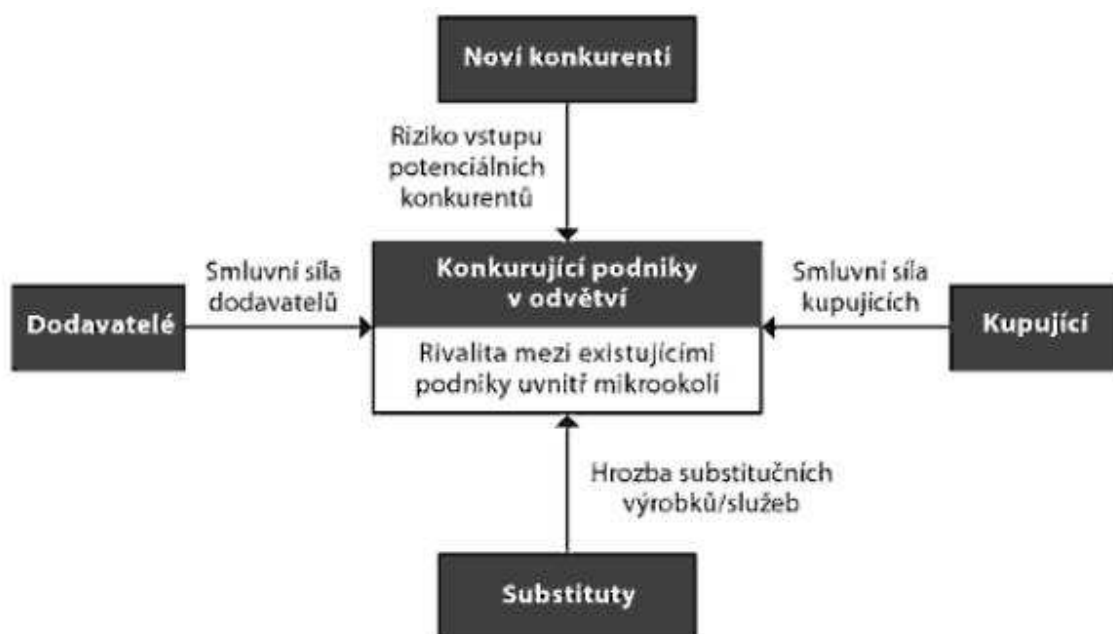 Noví konkurenti
Riziko vstupu
potenciálních
konkurentů
Smluvní síla
dodavatelů
Konkurující podniky
v odvětví
Smluvní síla
kupujících
Dodavatelé
Kupující
Rivalita mezi existujícími
podniky uvnitř mikrookolí
Hrozba substitučních
výrobků/služeb
Substituty